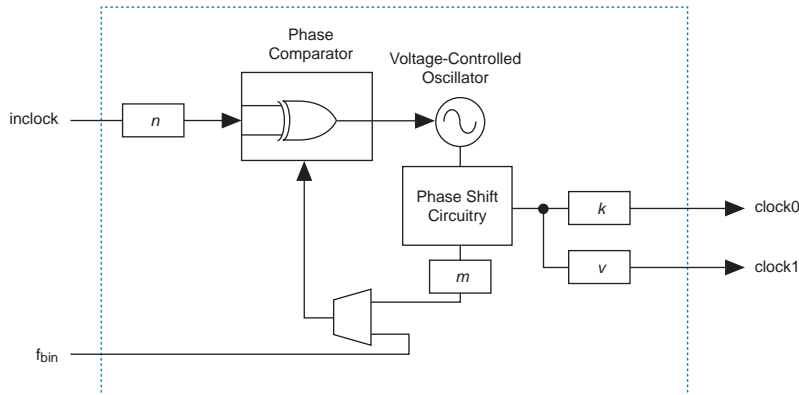 Phase
Comparator
Voltage-Controlled
Oscillator
inclock
n
Phase Shift
Circuitry
k
clock0
v
clock1
m
fbin